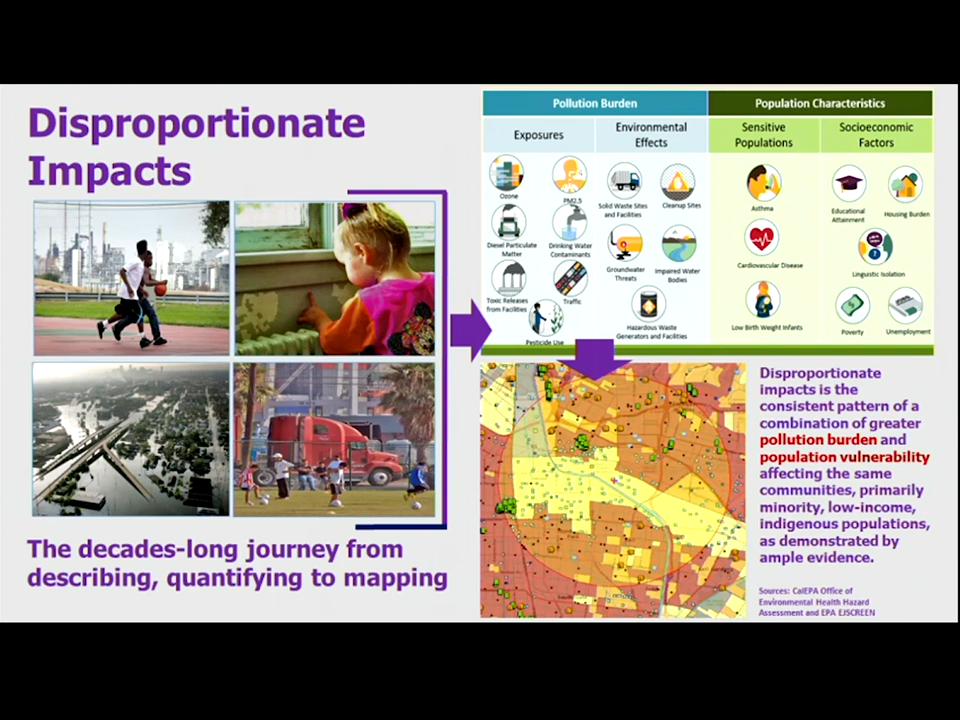 Disproportionate
Impacts
The decades-long journey from
describing, quantifying to mapping
Pollution Burden
Population Characteristics
Exposures
Environmental
Effects
Sensitive
Populations
Socioeconomic
Factors
Ozone
PM2.5
Diesel Particulate
Matter
Drinking Water
Contaminants
Toxic Releases
from Facilities
Traffic
Pesticide Use
Solid Waste Sites
and Facilities
Cleanup Sites
Groundwater
Threats
Impaired Water
Bodies
Hazardous Waste
Generators and Facilities
Asthma
Cardiovascular Disease
Low Birth Weight Infants
Educational
Attainment
Housing Burden
Linguistic Isolation
Poverty
Unemployment
Disproportionate
impacts is the
consistent pattern of a
combination of greater
pollution burden and
population vulnerability
affecting the same
communities, primarily
minority, low-income,
indigenous populations,
as demonstrated by
ample evidence.
Sources: CalEPA Office of
Environmental Health Hazard
Assessment and EPA EJSCREEN